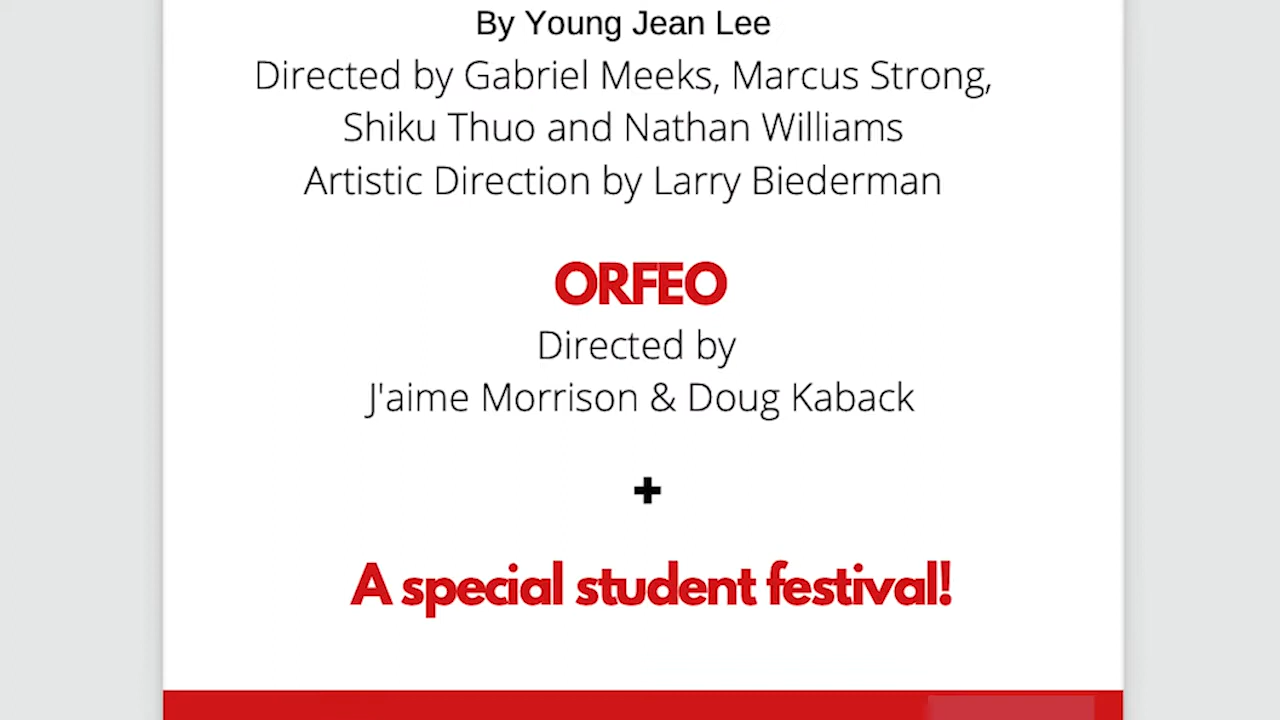 By Young Jean Lee
Directed by Gabriel Meeks, Marcus Strong,
Shiku Thuo and Nathan Williams
Artistic Direction by Larry Biederman
ORFEO
Directed by
J'aime Morrison & Doug Kaback
+
A special student festival!